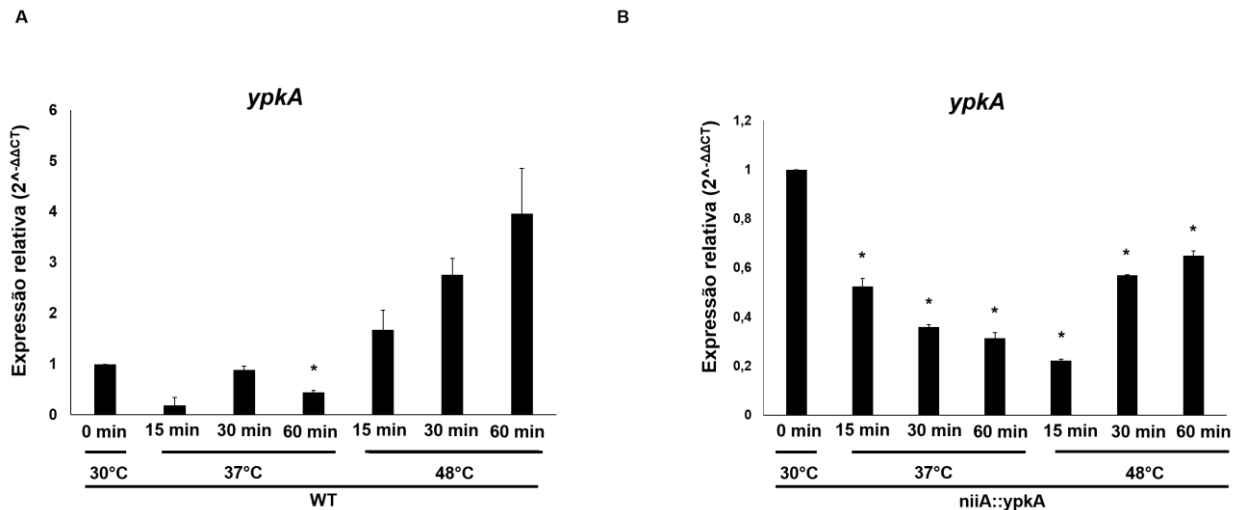 A
ypkA
Expressão relativa (2^-ΔΔCT)
6
5
4
3
2
1
0
*
0 min 15 min 30 min 60 min 15 min 30 min 60 min
30°C 37°C 48°C
WT
B
ypkA
Expressão relativa (2^-ΔΔCT)
1,2
1
0,8
0,6
0,4
0,2
0
* * * * * *
0 min 15 min 30 min 60 min 15 min 30 min 60 min
30°C 37°C 48°C
niiA::ypkA